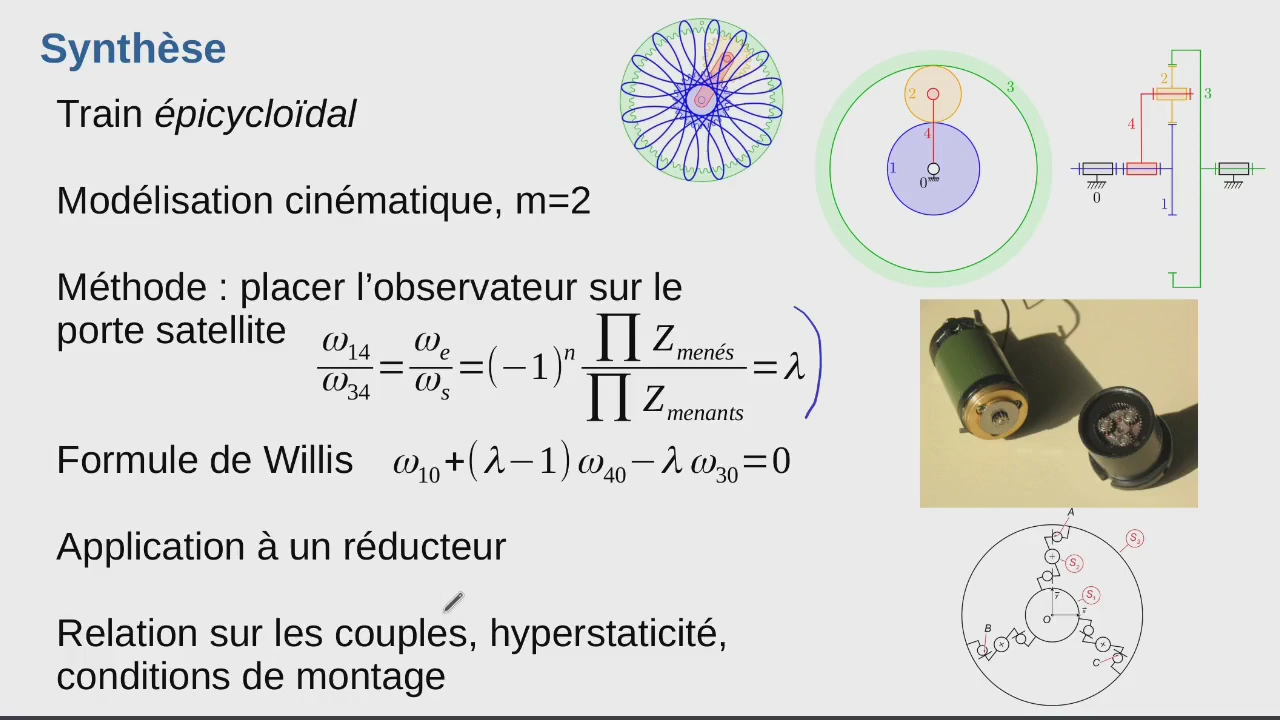 Synthèse
Train épicycloïdal
Modélisation cinématique, m=2
Méthode : placer l’observateur sur le
porte satellite
ω14/ω34 = ωe/ωs = (−1)^n ∏ Z menés / ∏ Z menants = λ
Formule de Willis ω10+(λ−1)ω40−λ ω30=0
Application à un réducteur
Relation sur les couples, hyperstaticité,
conditions de montage
2
3
4
1
0
2
3
4
0
1
A
S3
S2
S1
y
x
O
B
C